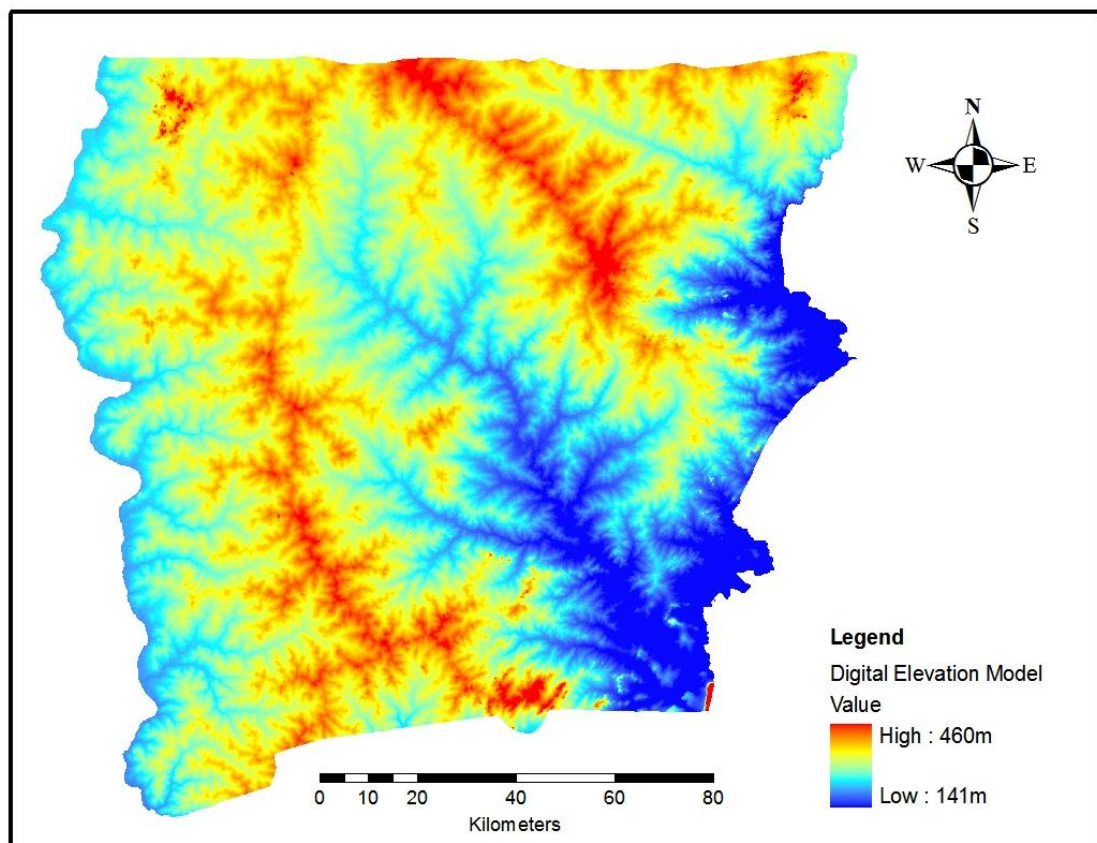 N
W E
S
Legend
Digital Elevation Model
Value
High : 460m
Low : 141m
0 10 20 40 60 80
Kilometers